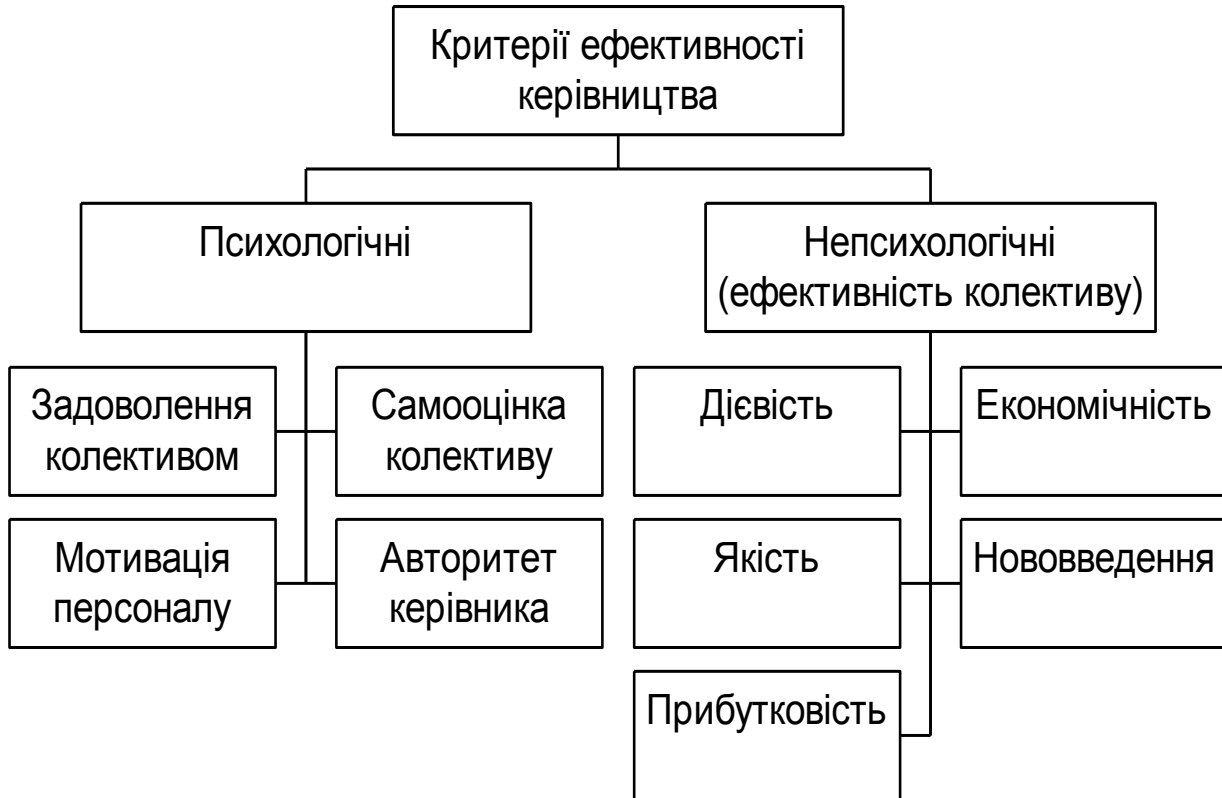 Критерії ефективності
керівництва
Психологічні
Непсихологічні
(ефективність колективу)
Задоволення
колективом
Самооцінка
колективу
Дієвість
Економічність
Мотивація
персоналу
Авторитет
керівника
Якість
Нововведення
Прибутковість